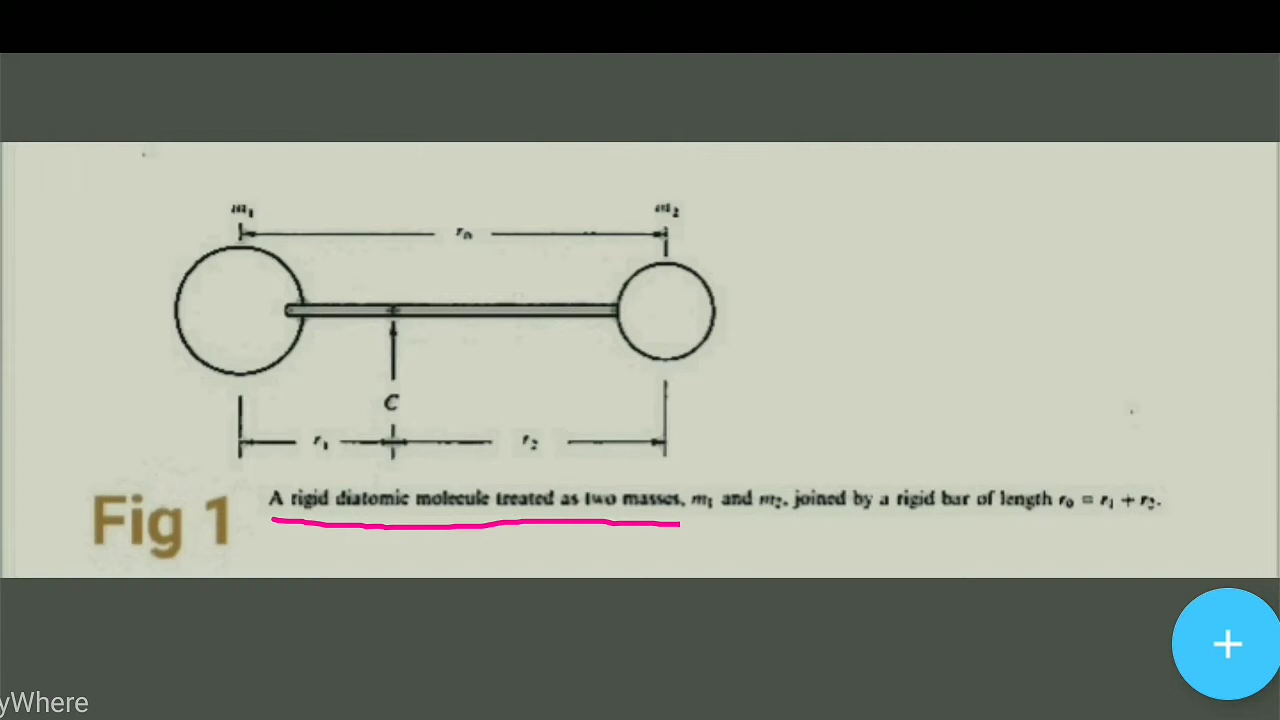 m₁ m₂
r₀
C
r₁ r₂
Fig 1 A rigid diatomic molecule treated as two masses, m₁ and m₂, joined by a rigid bar of length r₀ = r₁ + r₂.
yWhere